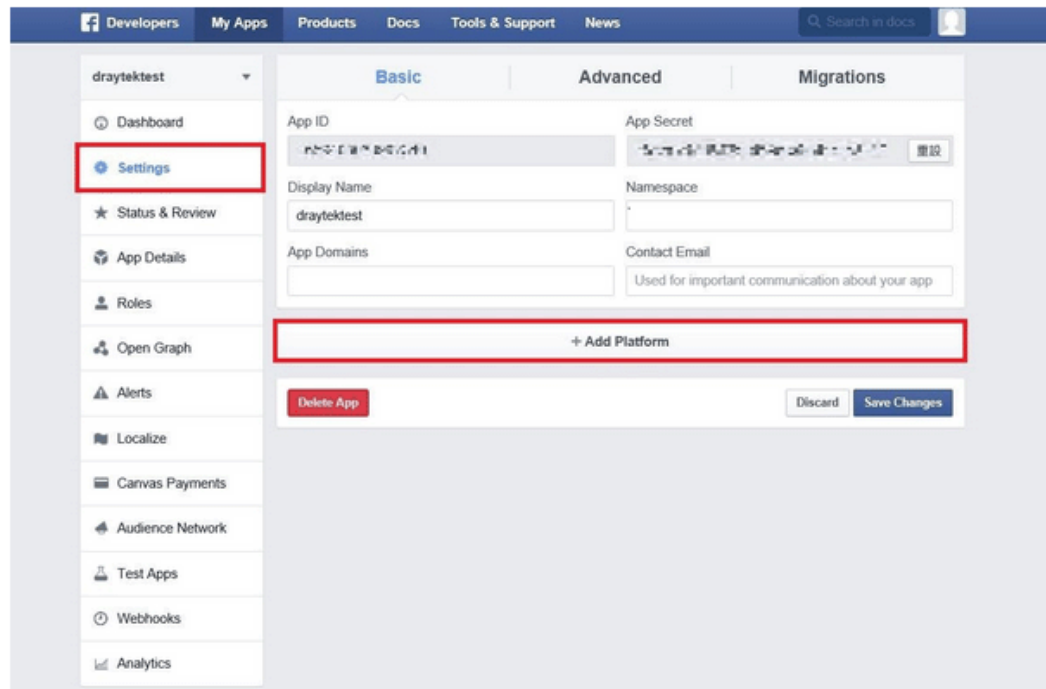 Developers My Apps Products Docs Tools & Support News Search in docs
draytektest
Basic Advanced Migrations
Dashboard
Settings
Status & Review
App Details
Roles
Open Graph
Alerts
Localize
Canvas Payments
Audience Network
Test Apps
Webhooks
Analytics
App ID
App Secret
重設
Display Name
draytektest
Namespace
App Domains
Contact Email
Used for important communication about your app
+ Add Platform
Delete App
Discard
Save Changes